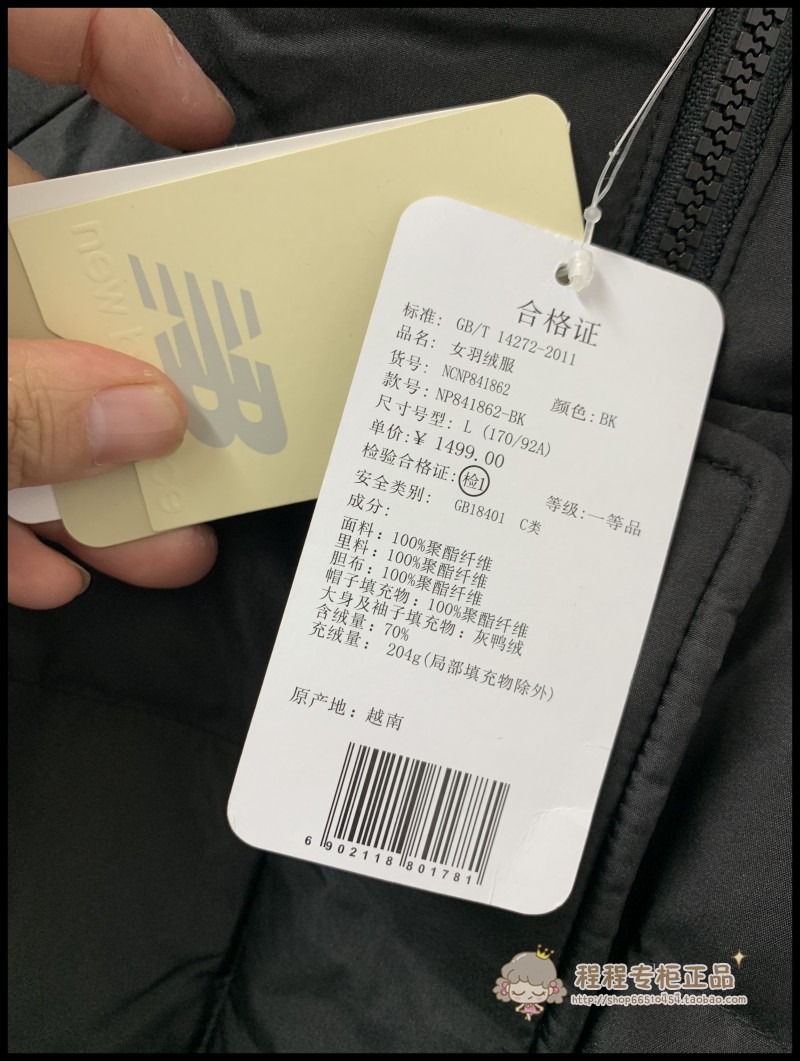 new b
nce
合格证
标准: GB/T 14272-2011
品名: 女羽绒服
货号: NCNP841862
款号: NP841862-BK 颜色: BK
尺寸号型: L (170/92A)
单价: ¥ 1499.00
检验合格证: 检1 等级: 一等品
安全类别: GB18401 C类
成分:
面料: 100%聚酯纤维
里料: 100%聚酯纤维
胆布: 100%聚酯纤维
帽子填充物: 100%聚酯纤维
大身及袖子填充物: 灰鸭绒
含绒量: 70%
充绒量: 204g(局部填充物除外)
原产地: 越南
6 902118 801781
程程专柜正品